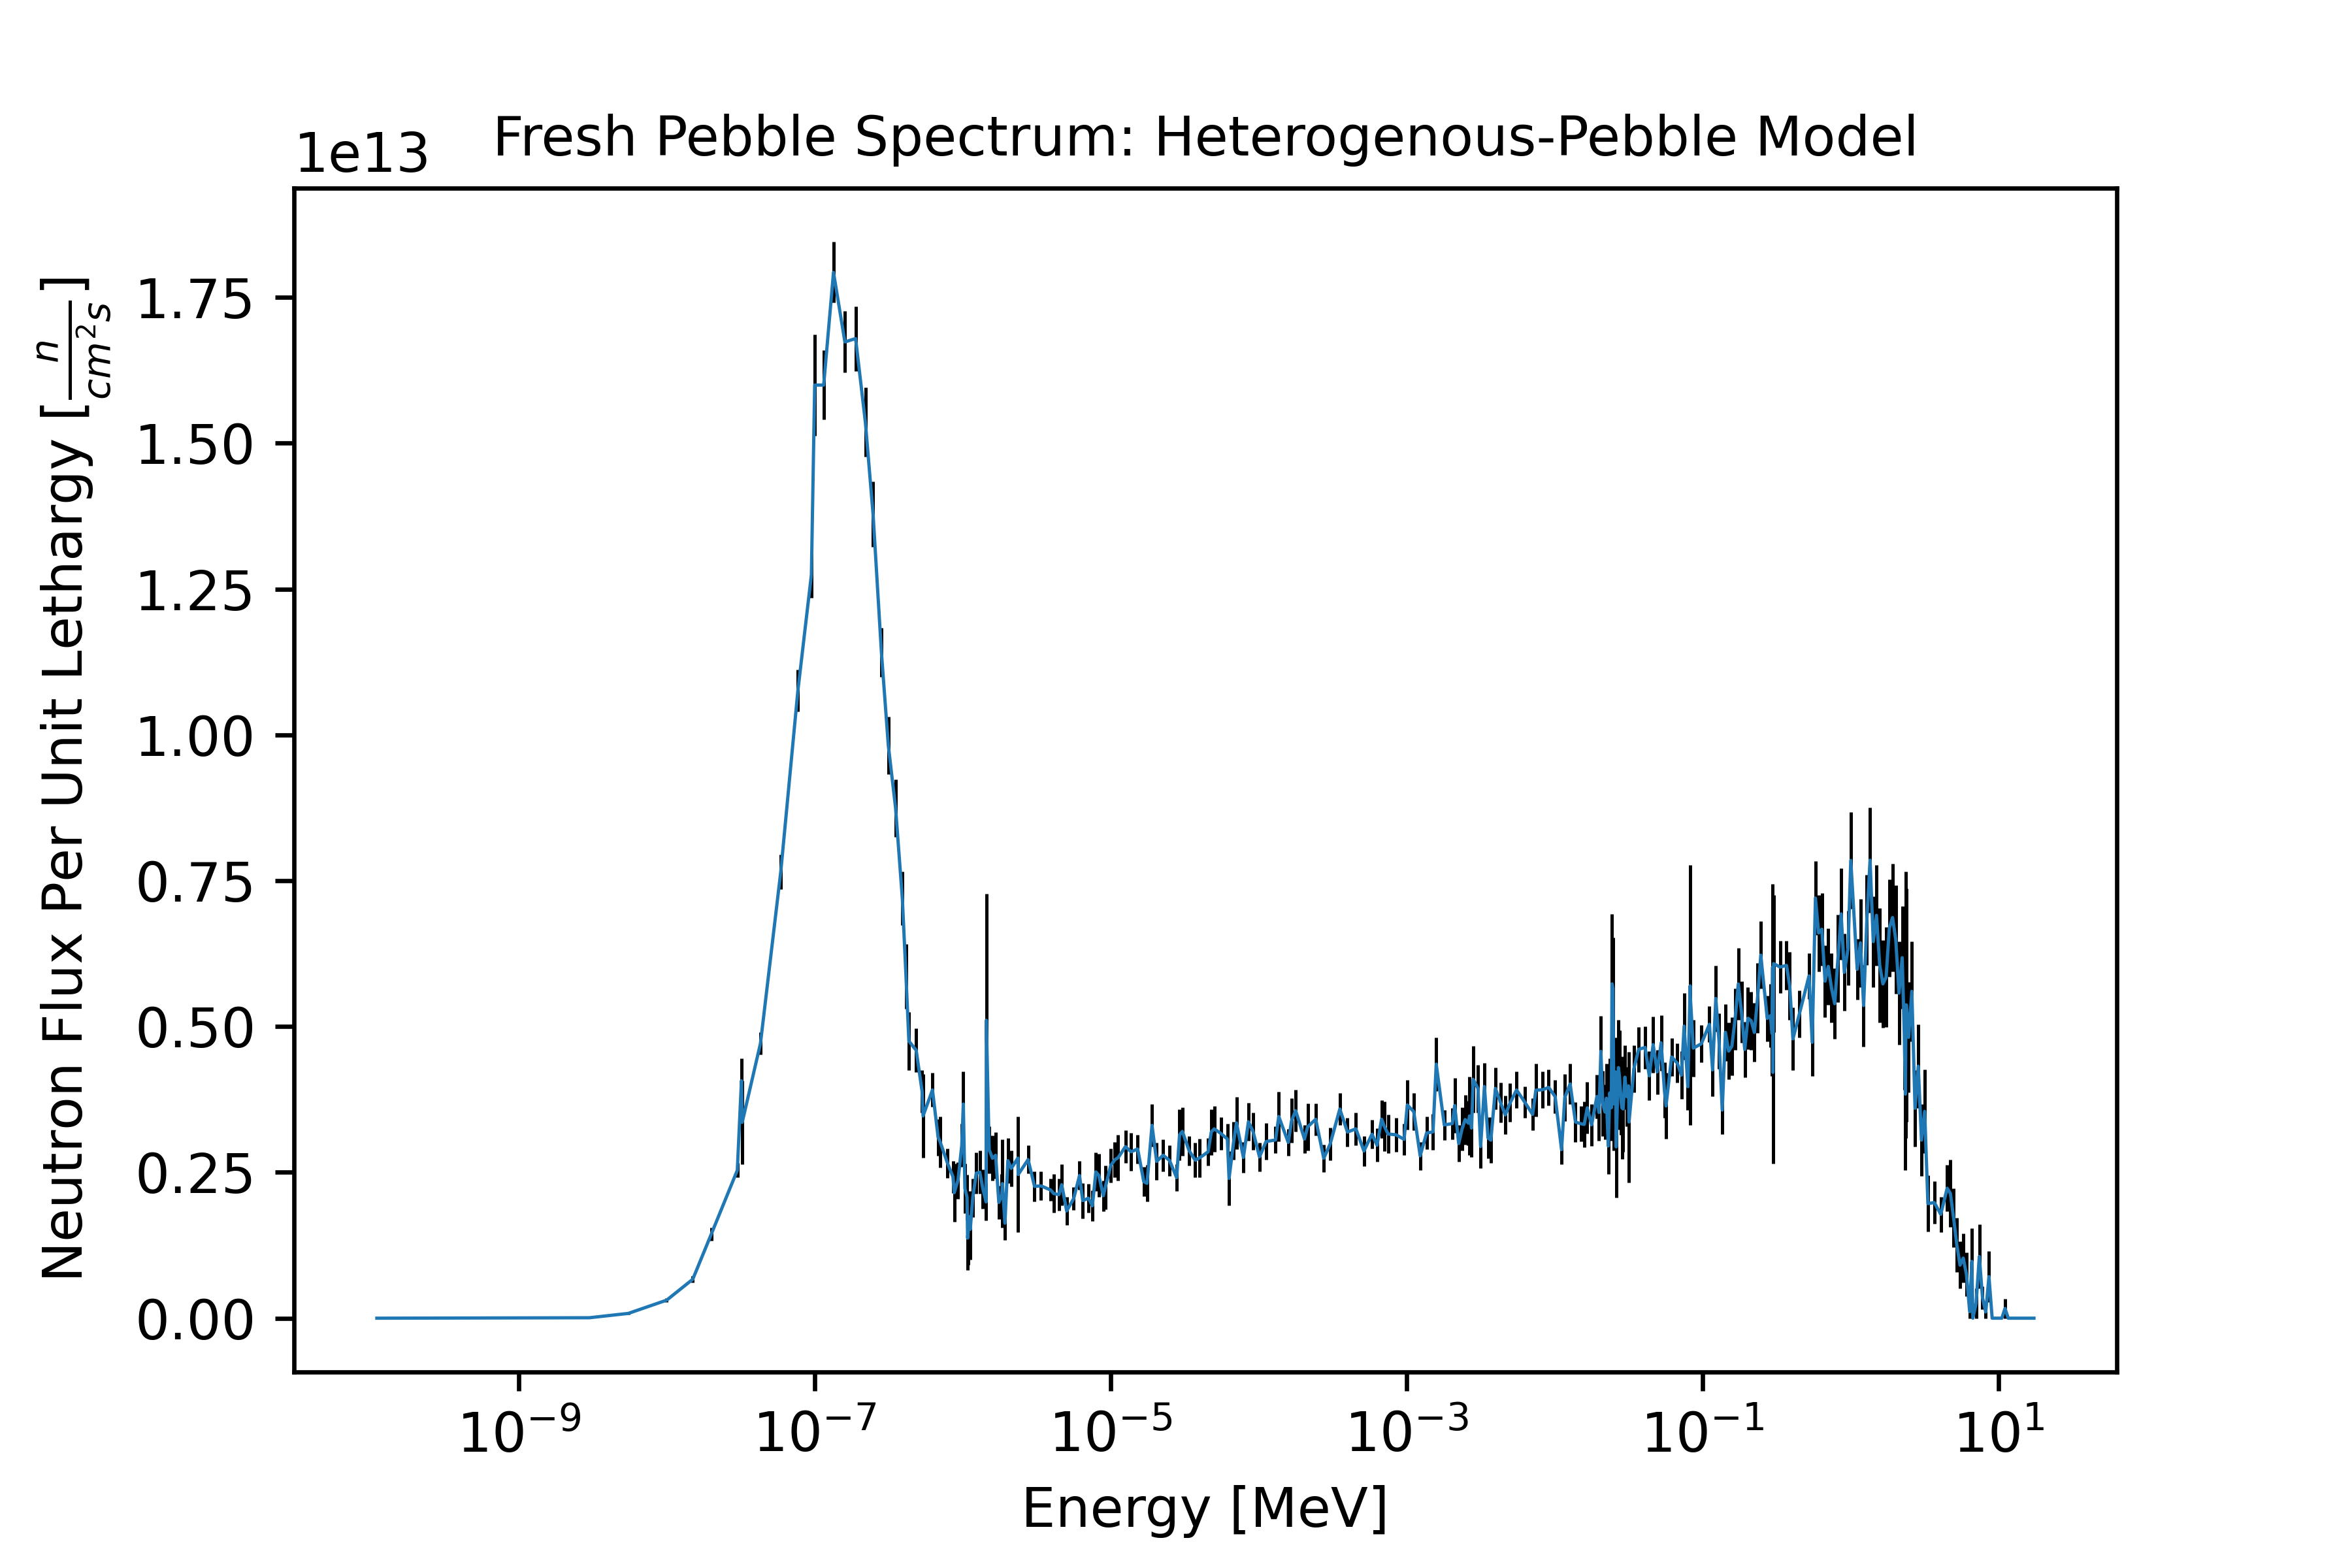 Fresh Pebble Spectrum: Heterogenous-Pebble Model
1e13
Neutron Flux Per Unit Lethargy [n/cm²s]
1.75
1.50
1.25
1.00
0.75
0.50
0.25
0.00
10⁻⁹ 10⁻⁷ 10⁻⁵ 10⁻³ 10⁻¹ 10¹
Energy [MeV]